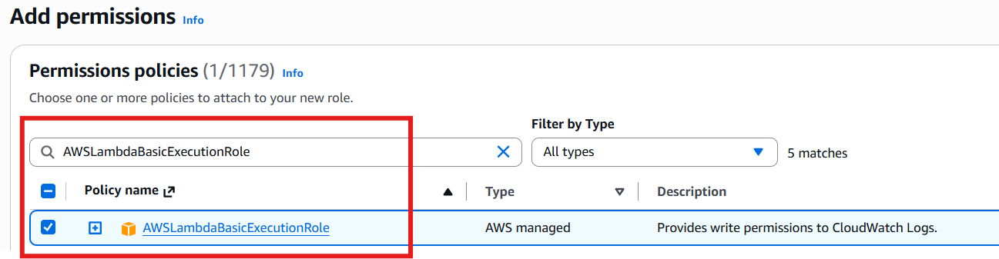 Add permissions Info
Permissions policies (1/1179) Info
Choose one or more policies to attach to your new role.
Filter by Type
AWSLambdaBasicExecutionRole All types 5 matches
Policy name Type Description
AWSLambdaBasicExecutionRole AWS managed Provides write permissions to CloudWatch Logs.